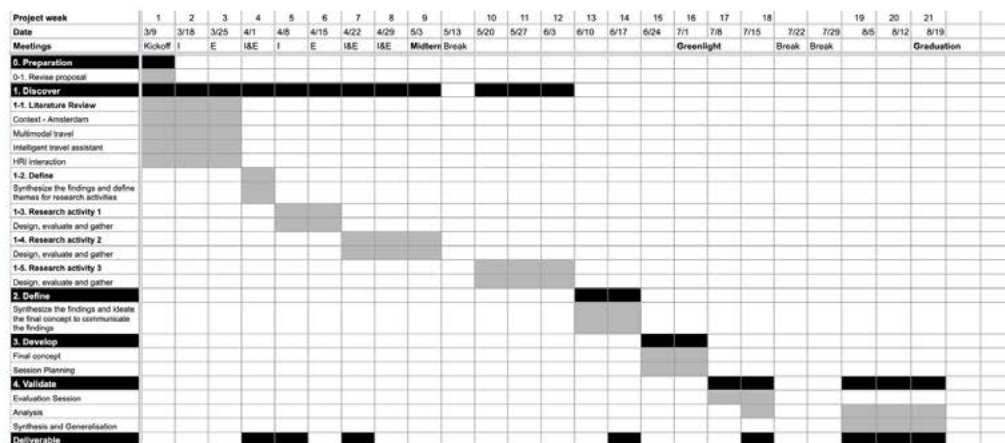 Project week 1 2 3 4 5 6 7 8 9 10 11 12 13 14 15 16 17 18 19 20 21
Date 3/9 3/18 3/25 4/1 4/8 4/15 4/22 4/29 5/3 5/13 5/20 5/27 6/3 6/10 6/17 6/24 7/1 7/8 7/15 7/22 7/29 8/5 8/12 8/19
Meetings Kickoff I E I&E I E I&E I&E Midterm Break Greenlight Break Break Graduation
0. Preparation
0-1. Revise proposal
1. Discover
1-1. Literature Review
Context - Amsterdam
Multimodal travel
Intelligent travel assistant
HRI interaction
1-2. Define
Synthesize the findings and define
themes for research activities
1-3. Research activity 1
Design, evaluate and gather
1-4. Research activity 2
Design, evaluate and gather
1-5. Research activity 3
Design, evaluate and gather
2. Define
Synthesize the findings and ideate
the final concept to communicate
the findings
3. Develop
Final concept
Session Planning
4. Validate
Evaluation Session
Analysis
Synthesis and Generalisation
Deliverable